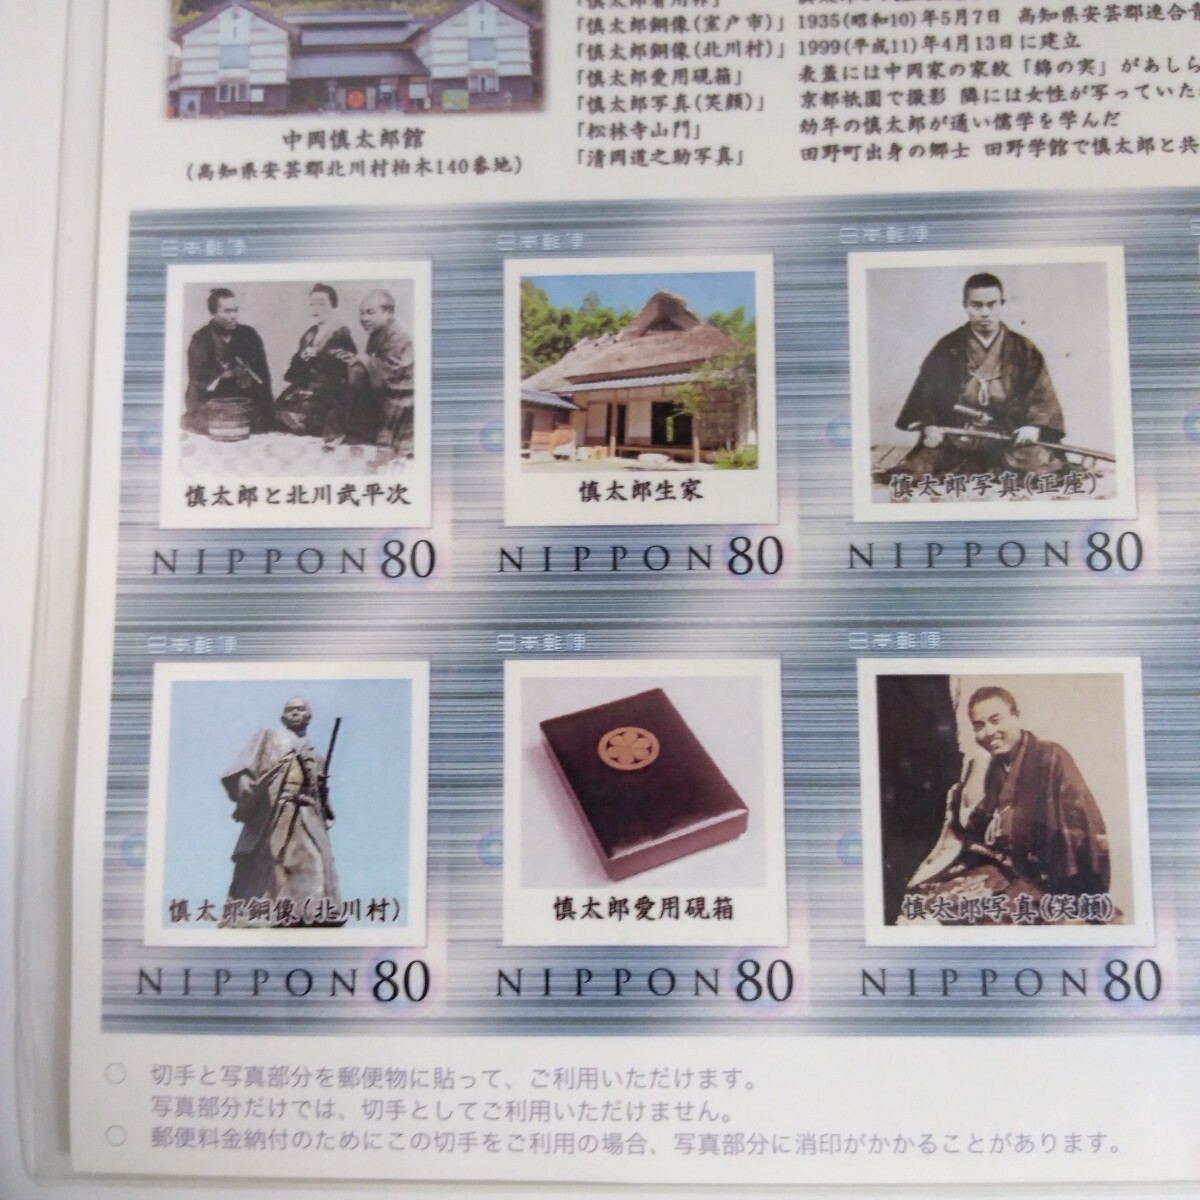 「慎太郎銅像(室戸市)」 1935(昭和10)年5月7日 高知県安芸郡連合
「慎太郎銅像(北川村)」 1999(平成11)年4月13日に建立
「慎太郎愛用硯箱」 表蓋には中岡家の家紋「綿の実」があしら
「慎太郎写真(笑顔)」 京都祇園で撮影 隣には女性が写っていた
「松林寺山門」 幼年の慎太郎が通い儒学を学んだ
「清岡道之助写真」 田野町出身の郷士 田野学館で慎太郎と共
中岡慎太郎館
(高知県安芸郡北川村柏木140番地)
日本郵便 日本郵便 日本郵便
慎太郎と北川武平次 慎太郎生家 慎太郎写真(正座)
NIPPON 80 NIPPON 80 NIPPON 80
日本郵便 日本郵便 日本郵便
慎太郎銅像(北川村) 慎太郎愛用硯箱 慎太郎写真(笑顔)
NIPPON 80 NIPPON 80 NIPPON 80
○ 切手と写真部分を郵便物に貼って、ご利用いただけます。
写真部分だけでは、切手としてご利用いただけません。
○ 郵便料金納付のためにこの切手をご利用の場合、写真部分に消印がかかることがあります。